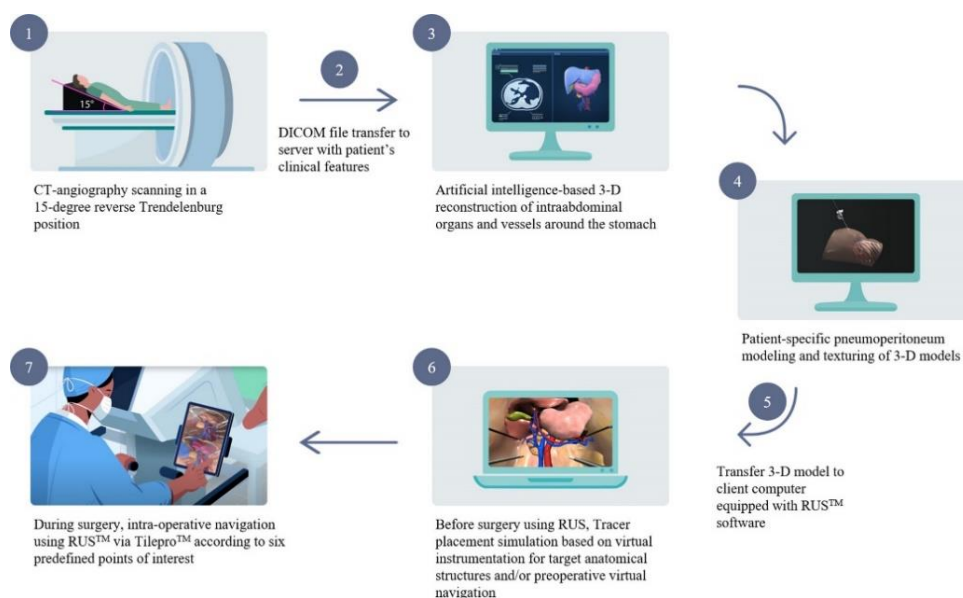 1
15°
CT-angiography scanning in a
15-degree reverse Trendelenburg
position
2
DICOM file transfer to
server with patient's
clinical features
3
Artificial intelligence-based 3-D
reconstruction of intraabdominal
organs and vessels around the stomach
4
Patient-specific pneumoperitoneum
modeling and texturing of 3-D models
5
Transfer 3-D model to
client computer
equipped with RUS™
software
6
Before surgery using RUS, Tracer
placement simulation based on virtual
instrumentation for target anatomical
structures and/or preoperative virtual
navigation
7
During surgery, intra-operative navigation
using RUS™ via Tilepro™ according to six
predefined points of interest